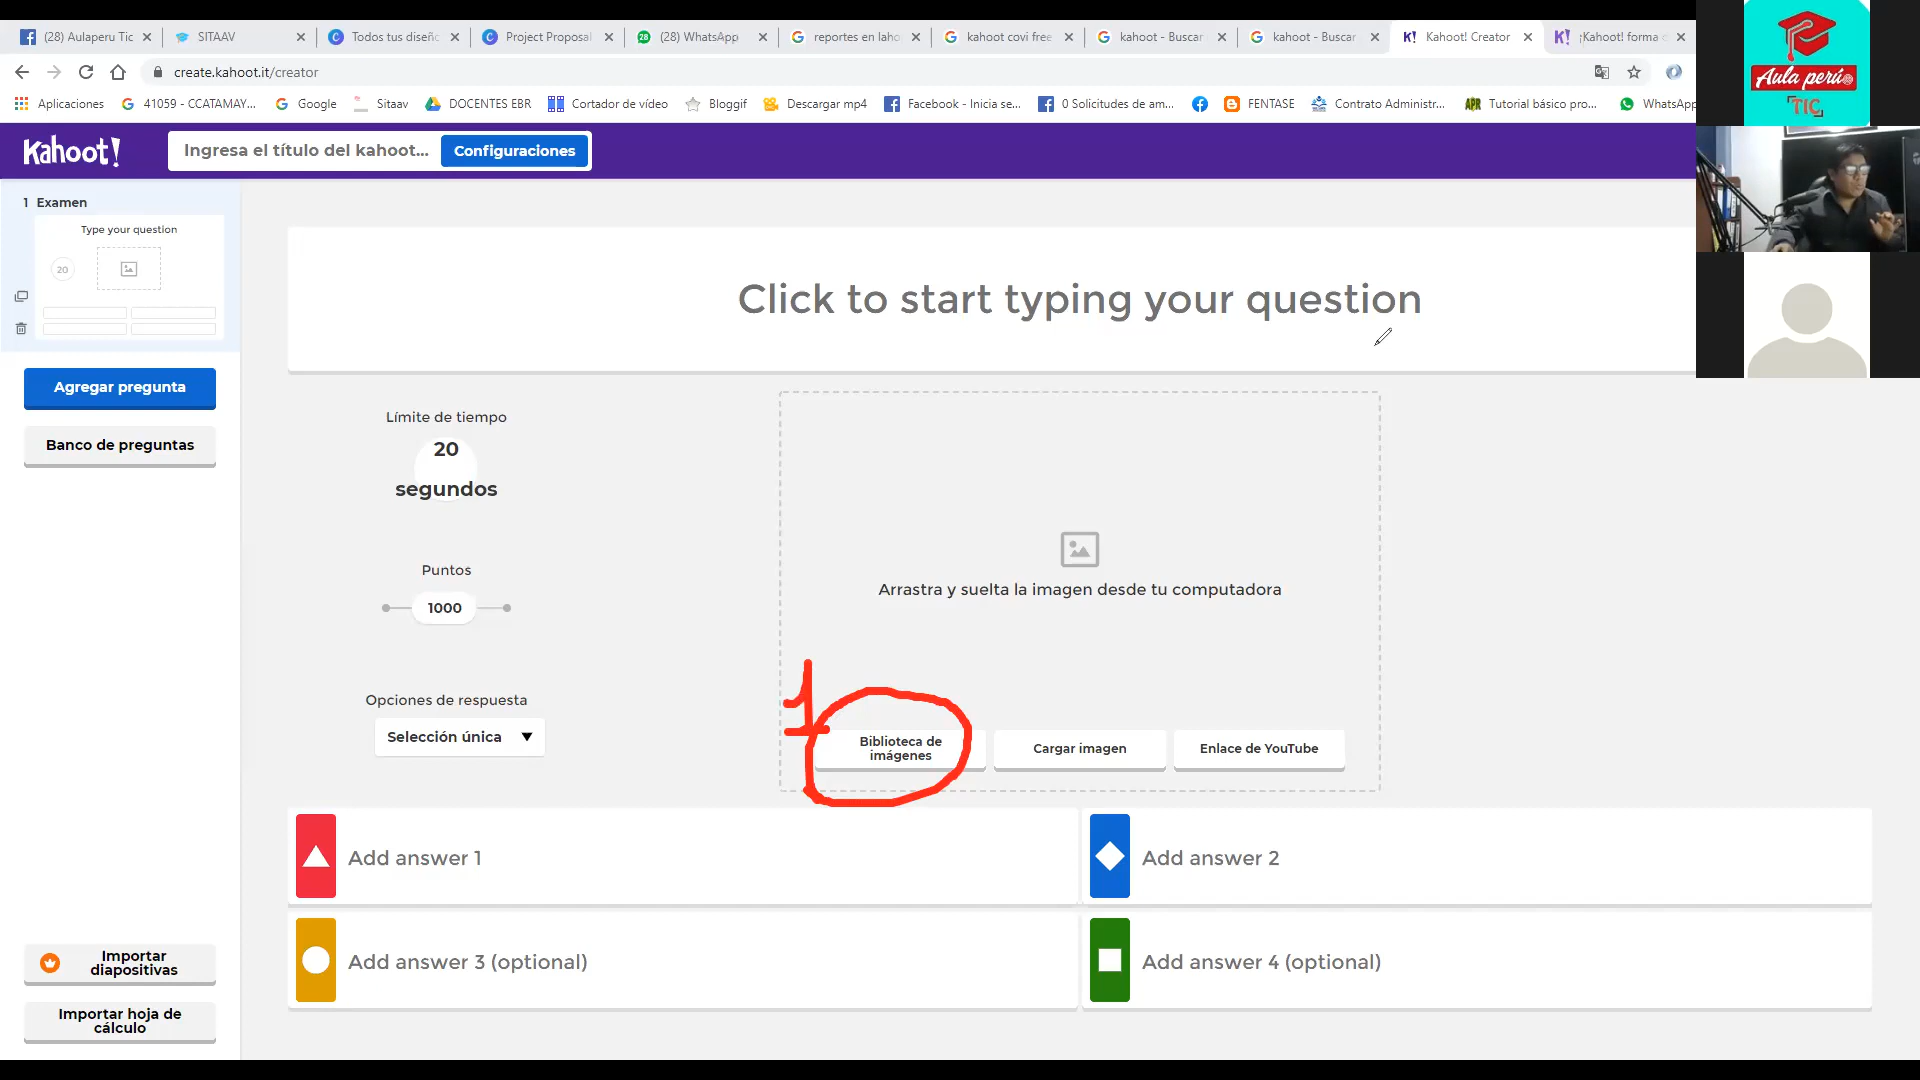 (28) Aulaperu Tic
SITAAV
Todos tus diseñ
Project Proposal
(28) WhatsApp
reportes en laho
kahoot covi free
kahoot - Buscar
kahoot - Buscar
Kahoot! Creator
¡Kahoot! forma
create.kahoot.it/creator
Aplicaciones
41059 - CCATAMAY...
Google
Sitaav
DOCENTES EBR
Cortador de vídeo
Bloggif
Descargar mp4
Facebook - Inicia se...
0 Solicitudes de am...
FENTASE
Contrato Administr...
Tutorial básico pro...
WhatsApp
Aula perú
TIC
Kahoot!
Ingresa el título del kahoot...
Configuraciones
1 Examen
Type your question
20
Agregar pregunta
Banco de preguntas
Importar diapositivas
Importar hoja de cálculo
Click to start typing your question
Límite de tiempo
20
segundos
Puntos
1000
Opciones de respuesta
Selección única
Arrastra y suelta la imagen desde tu computadora
1
Biblioteca de
imágenes
Cargar imagen
Enlace de YouTube
Add answer 1
Add answer 2
Add answer 3 (optional)
Add answer 4 (optional)